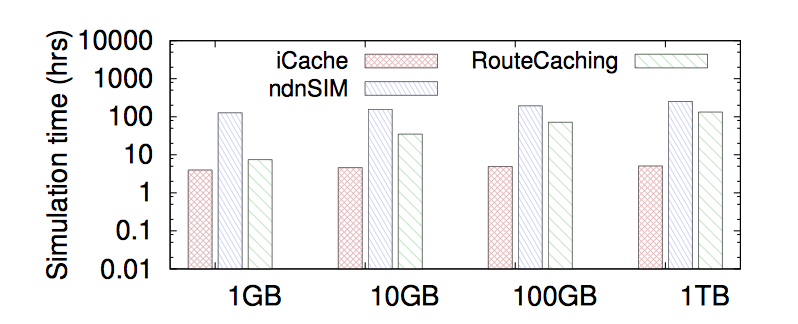 Simulation time (hrs)
10000
1000
100
10
1
0.1
0.01
iCache
ndnSIM
RouteCaching
1GB
10GB
100GB
1TB